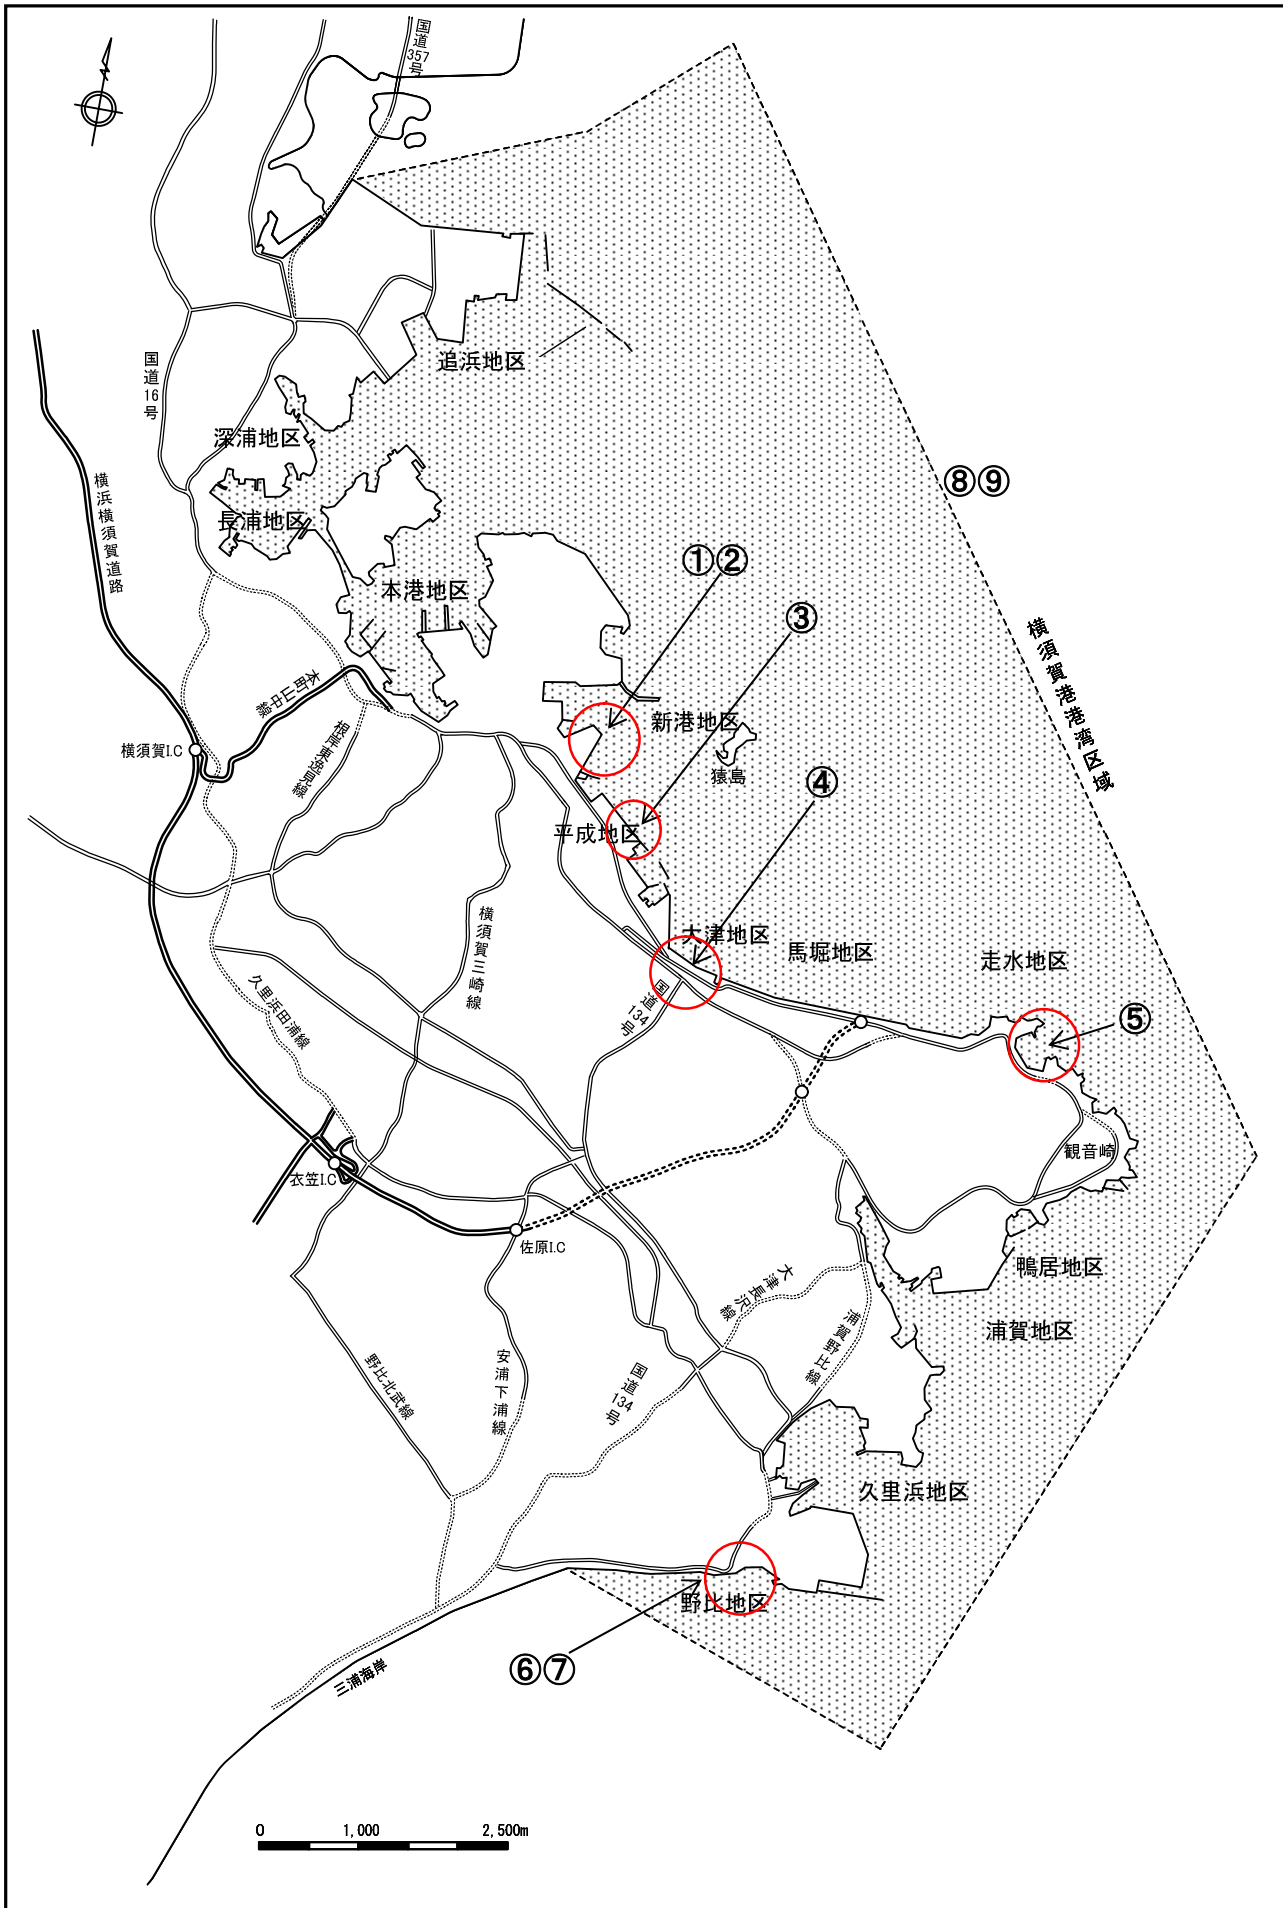 国道357号
追浜地区
国道16号
深浦地区
横浜横須賀道路
⑧⑨
長浦地区
①②
本港地区
③
横須賀港港湾区域
本町山中線
新港地区
根岸東逸見線
横須賀I.C
猿島
④
平成地区
横須賀三崎線
大津地区
馬堀地区
走水地区
国道134号
久里浜田浦線
⑤
観音崎
衣笠I.C
佐原I.C
鴨居地区
大津長沢線
浦賀地区
浦賀野比線
安浦下浦線
野比北武線
国道134号
久里浜地区
野比地区
⑥⑦
三浦海岸
0 1,000 2,500m